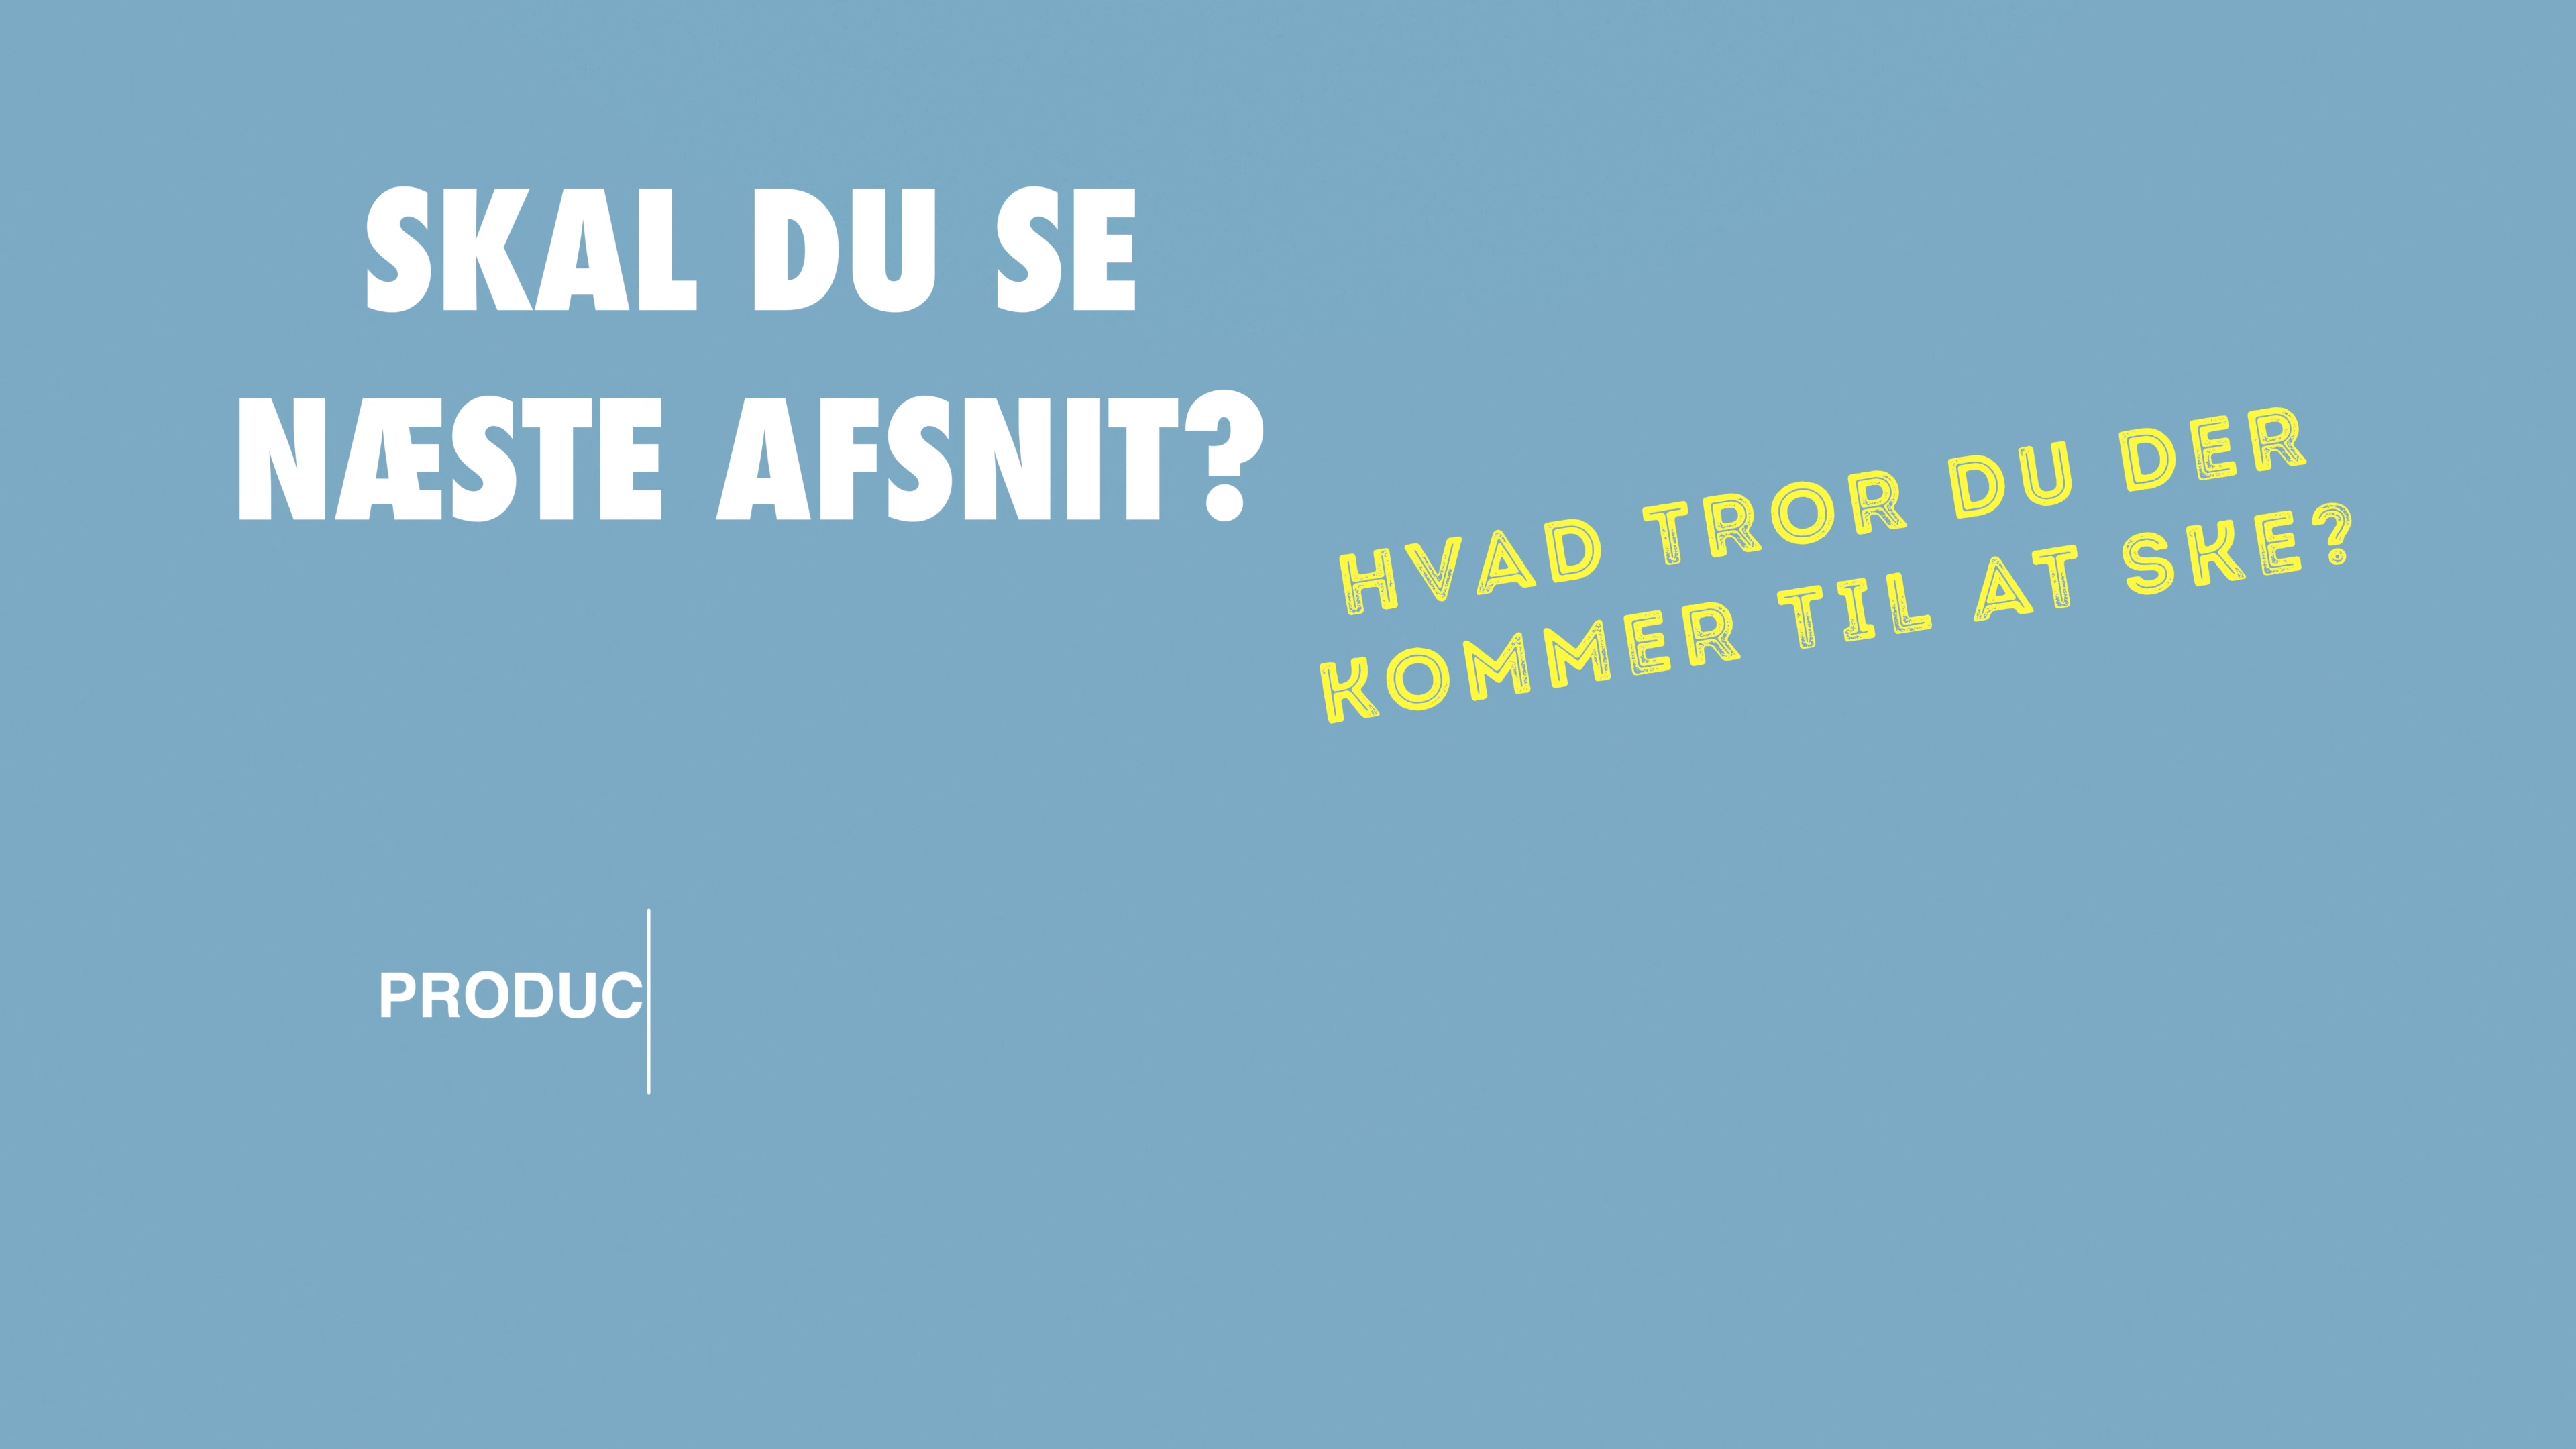 SKAL DU SE
NÆSTE AFSNIT?
HVAD TROR DU DER
KOMMER TIL AT SKE?
PRODUC